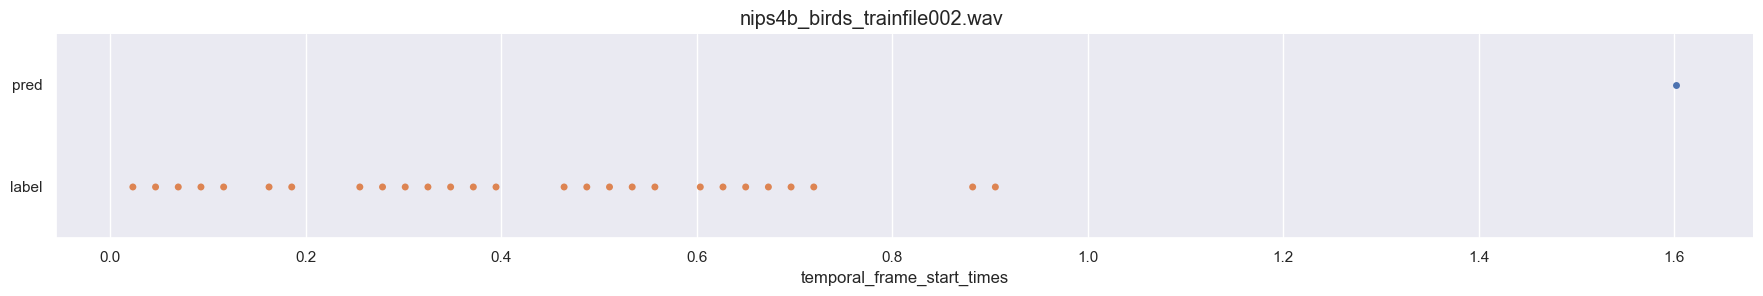 nips4b_birds_trainfile002.wav
pred
label
0.0 0.2 0.4 0.6 0.8 1.0 1.2 1.4 1.6
temporal_frame_start_times